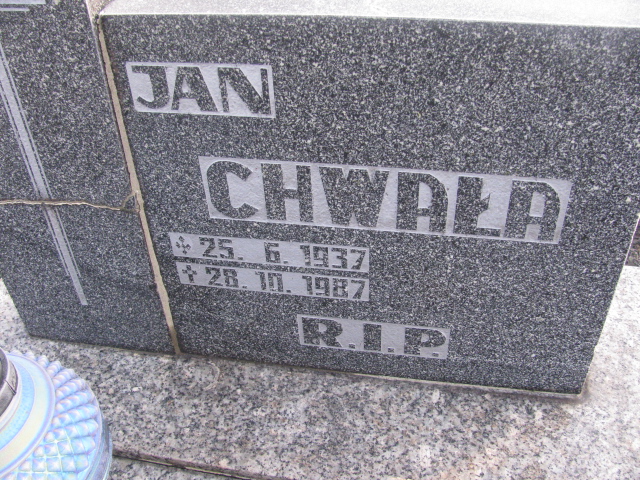 JAN
CHWAŁA
✣ 25. 6. 1937
✝ 28. 10. 1987
R.I.P.